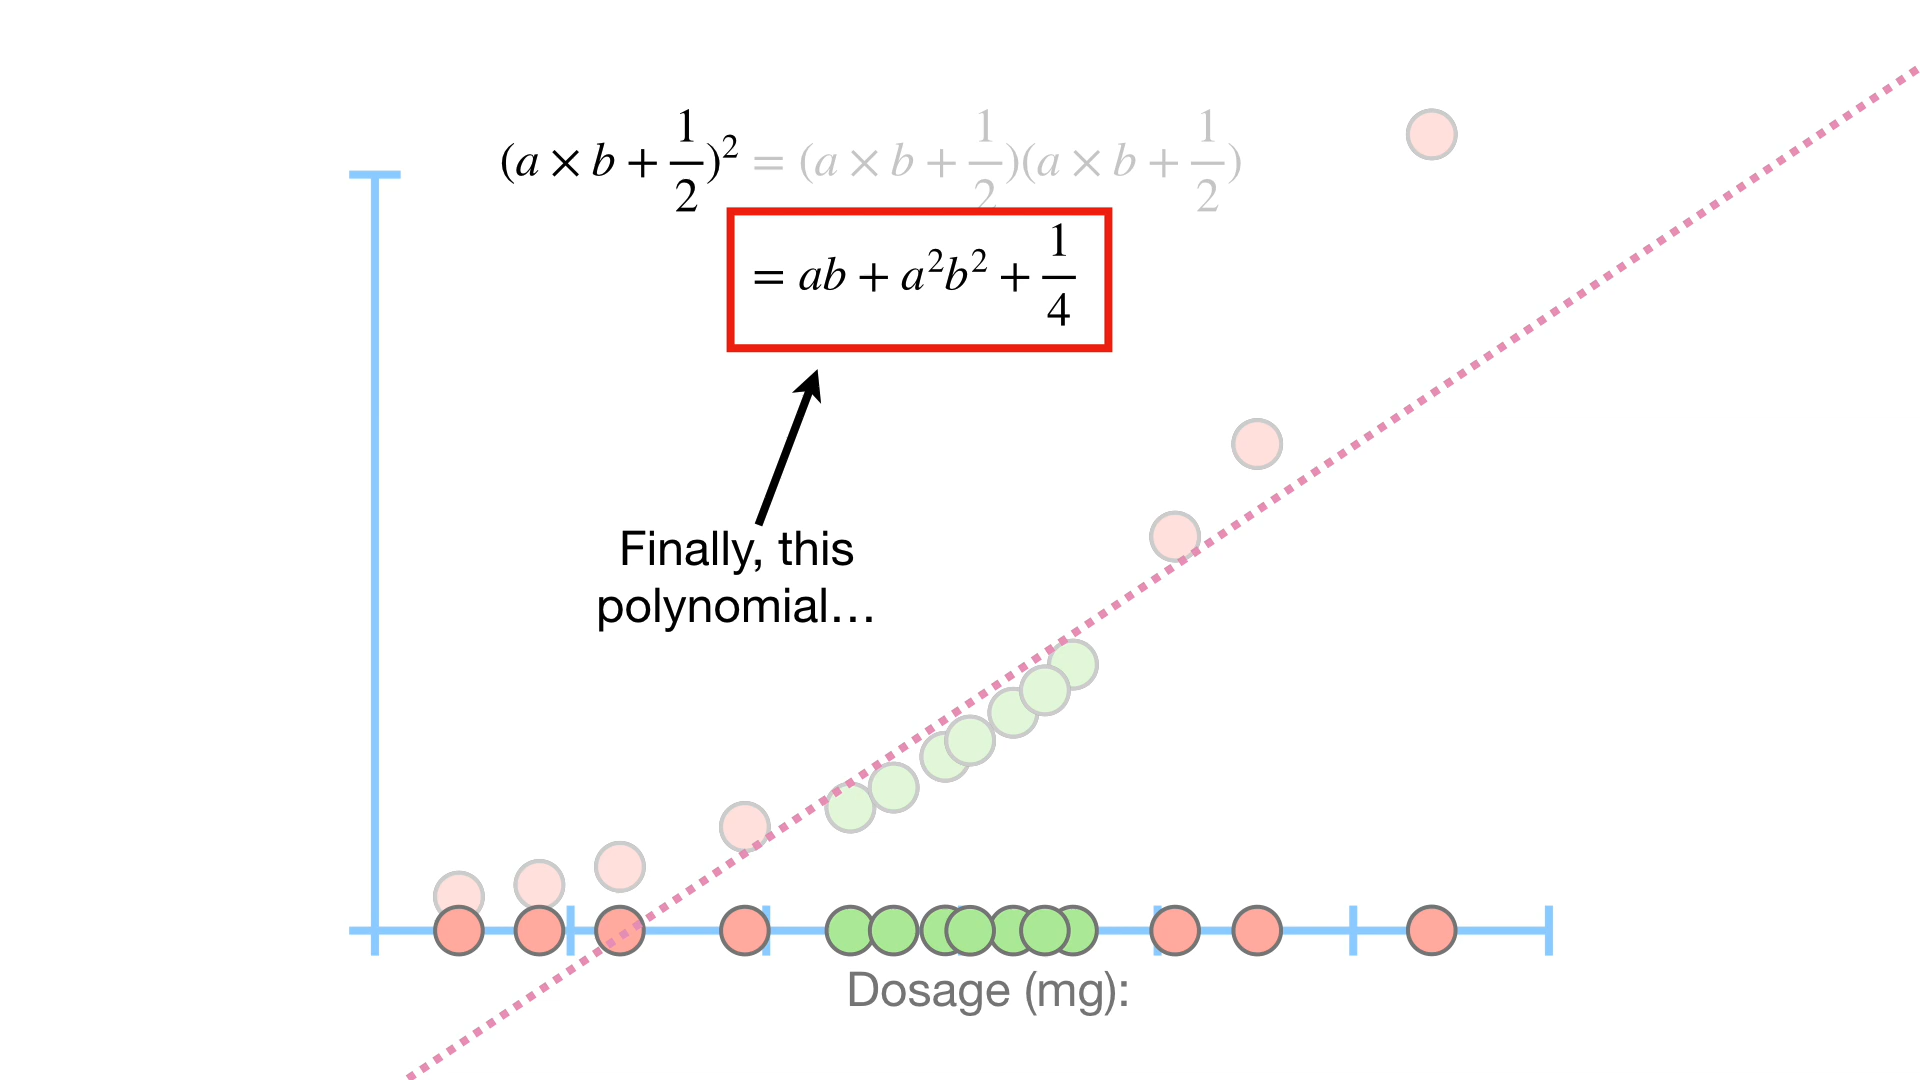 (a × b + 1/2)² = (a × b + 1/2)(a × b + 1/2)
= ab + a²b² + 1/4
Finally, this
polynomial…
Dosage (mg):